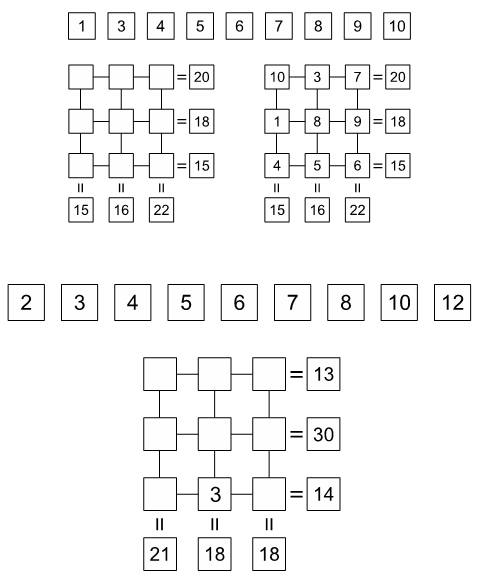 1 3 4 5 6 7 8 9 10
= 20
= 18
= 15
= = =
15 16 22
10 3 7 = 20
1 8 9 = 18
4 5 6 = 15
= = =
15 16 22
2 3 4 5 6 7 8 10 12
= 13
= 30
3 = 14
= = =
21 18 18